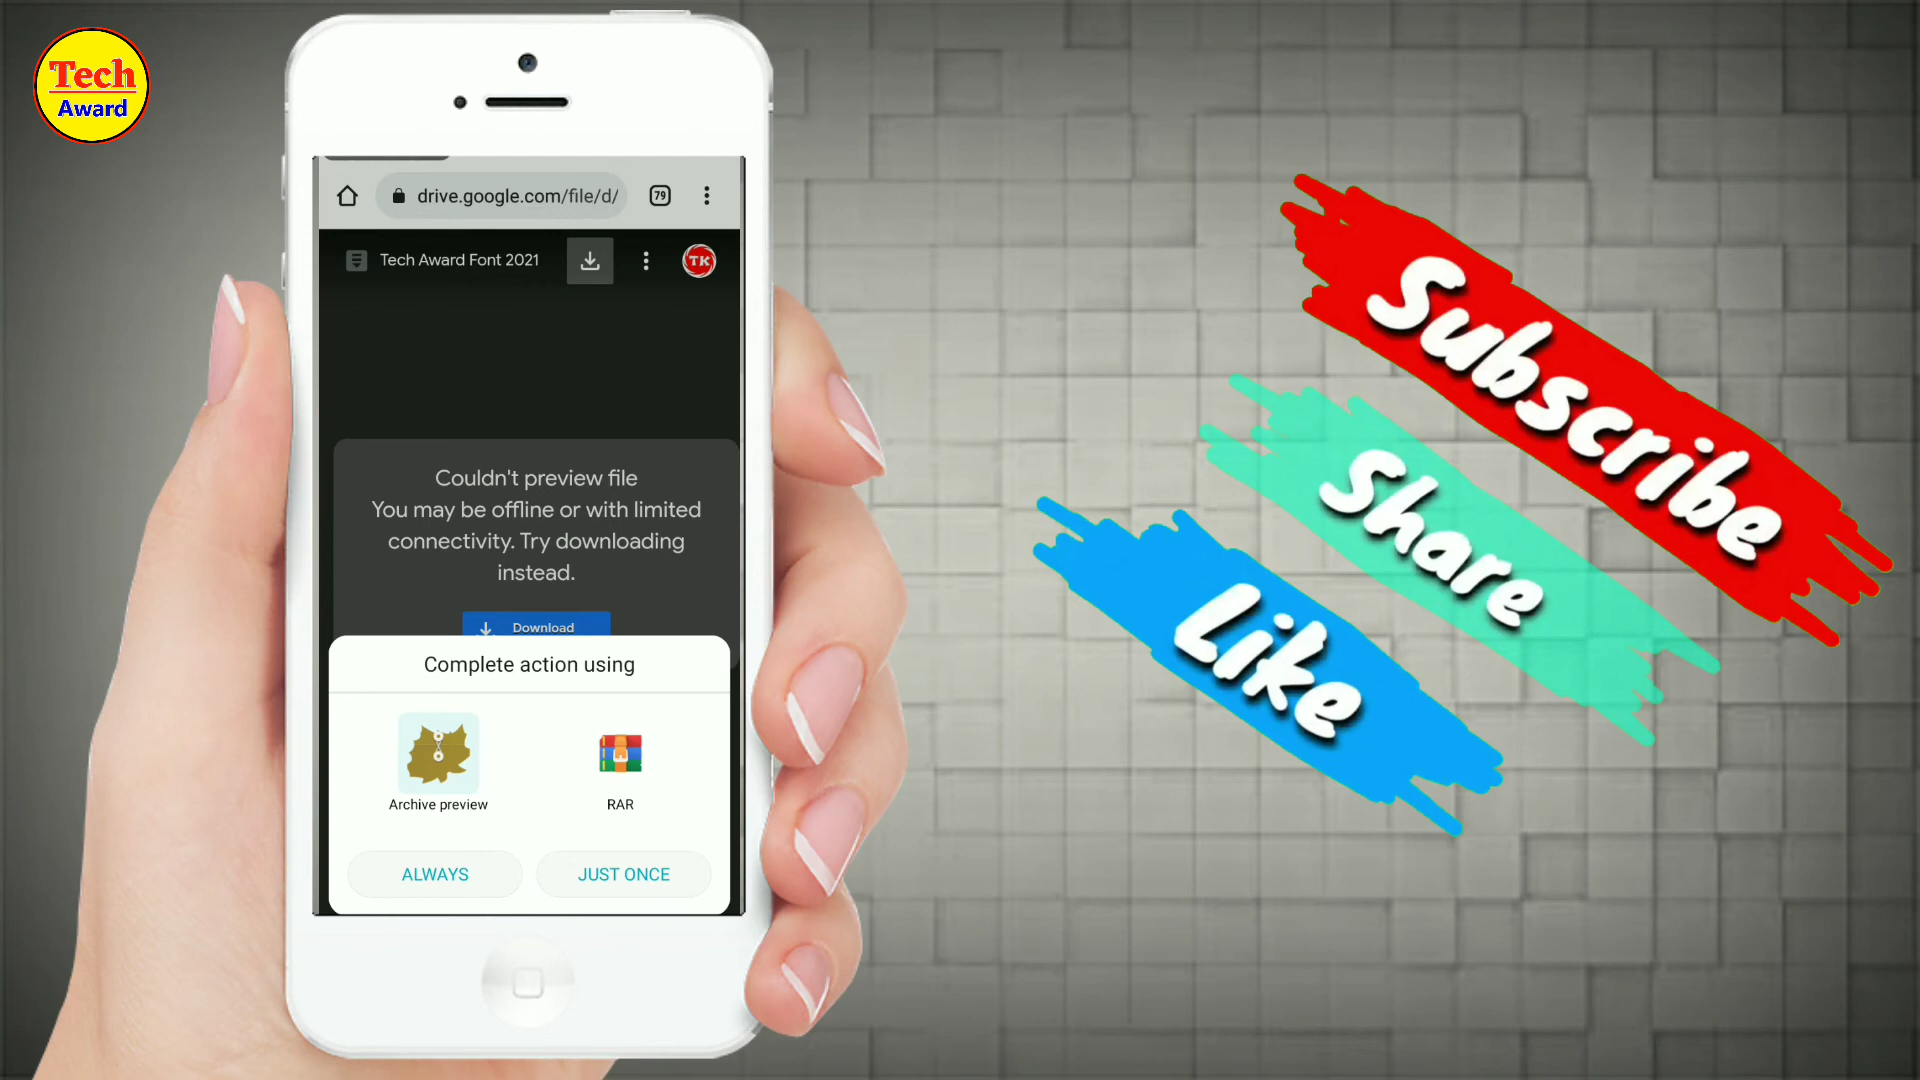 Tech
Award
drive.google.com/file/d/
79
Tech Award Font 2021
TK
Couldn't preview file
You may be offline or with limited
connectivity. Try downloading
instead.
Download
Complete action using
Archive preview
RAR
ALWAYS
JUST ONCE
Subscribe
Share
Like